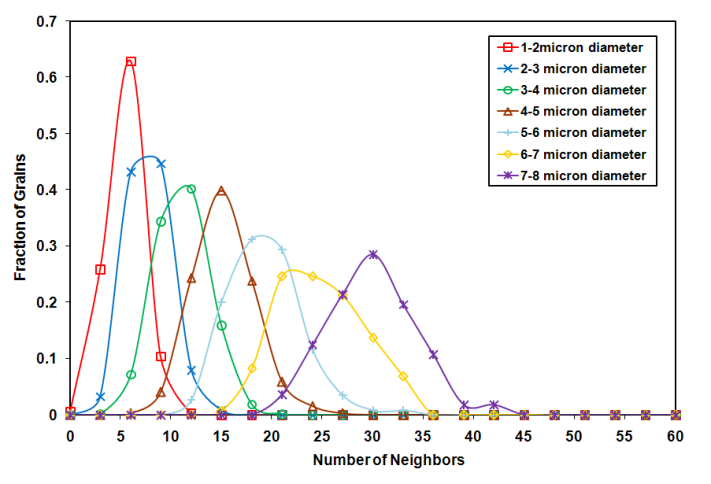 0.7
0.6
0.5
0.4
0.3
0.2
0.1
0
Fraction of Grains
1-2micron diameter
2-3 micron diameter
3-4 micron diameter
4-5 micron diameter
5-6 micron diameter
6-7 micron diameter
7-8 micron diameter
0 5 10 15 20 25 30 35 40 45 50 55 60
Number of Neighbors